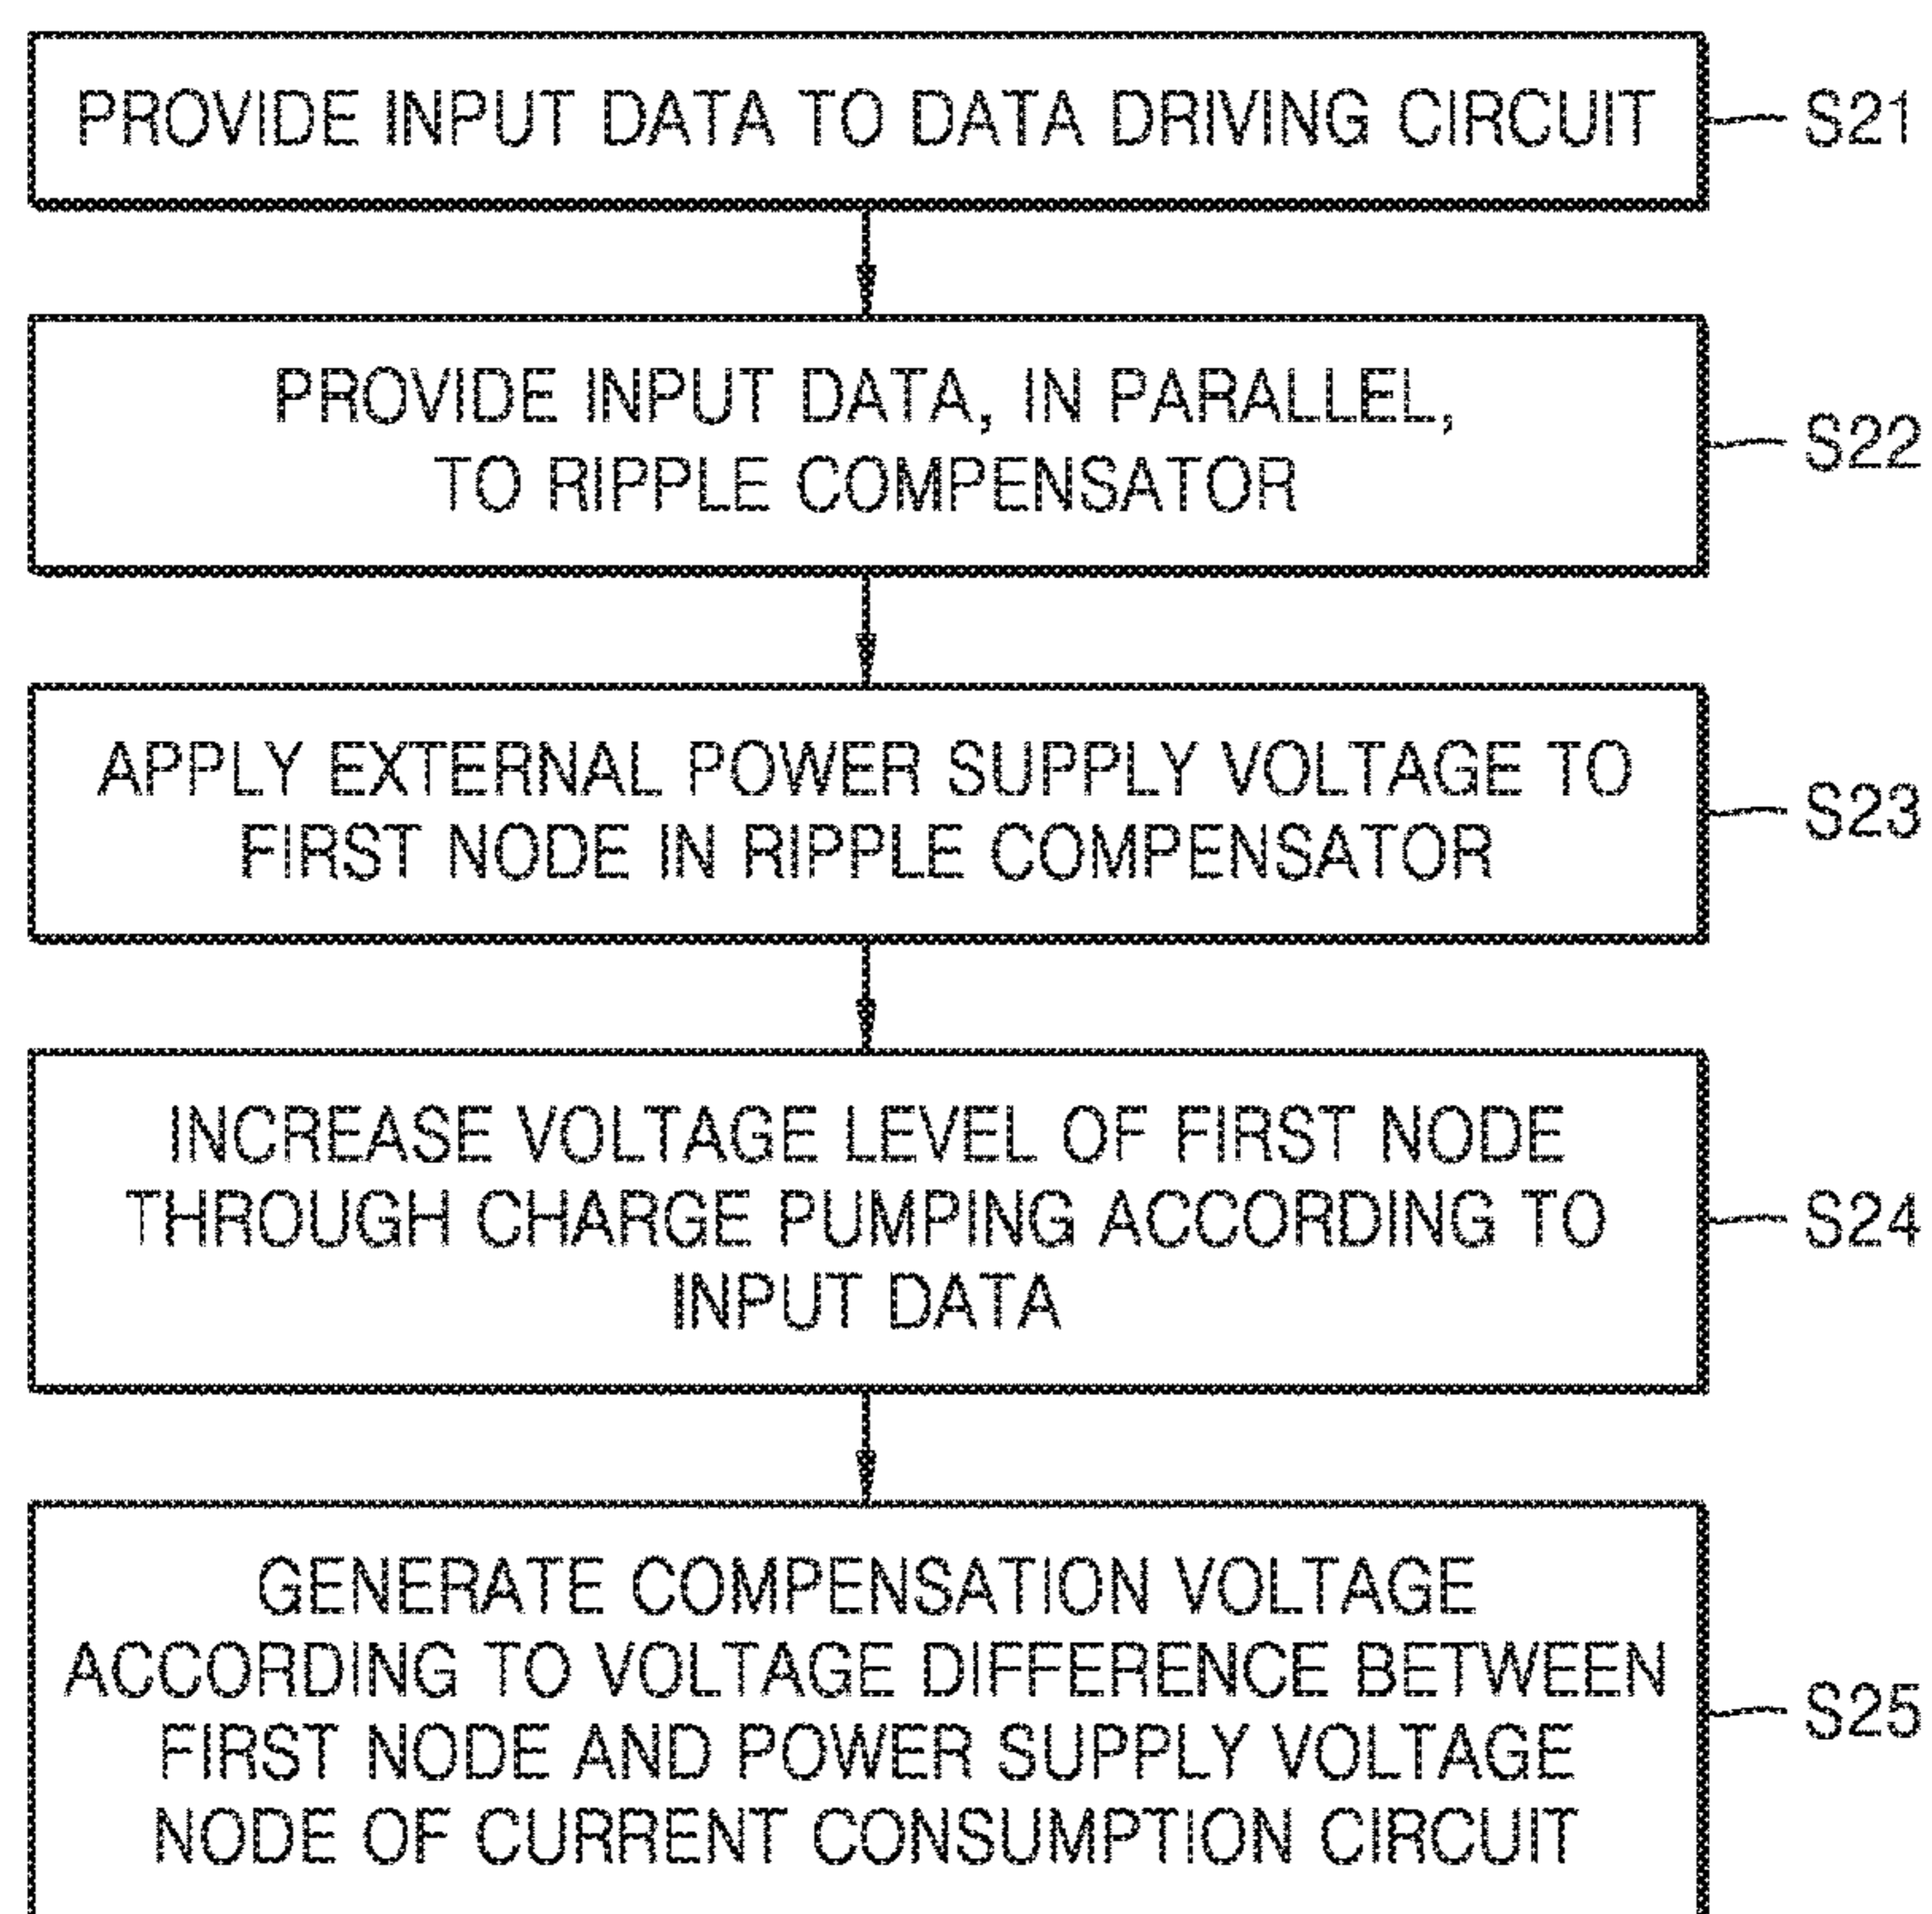 PROVIDE INPUT DATA TO DATA DRIVING CIRCUIT
S21
PROVIDE INPUT DATA, IN PARALLEL,
TO RIPPLE COMPENSATOR
S22
APPLY EXTERNAL POWER SUPPLY VOLTAGE TO
FIRST NODE IN RIPPLE COMPENSATOR
S23
INCREASE VOLTAGE LEVEL OF FIRST NODE
THROUGH CHARGE PUMPING ACCORDING TO
INPUT DATA
S24
GENERATE COMPENSATION VOLTAGE
ACCORDING TO VOLTAGE DIFFERENCE BETWEEN
FIRST NODE AND POWER SUPPLY VOLTAGE
NODE OF CURRENT CONSUMPTION CIRCUIT
S25